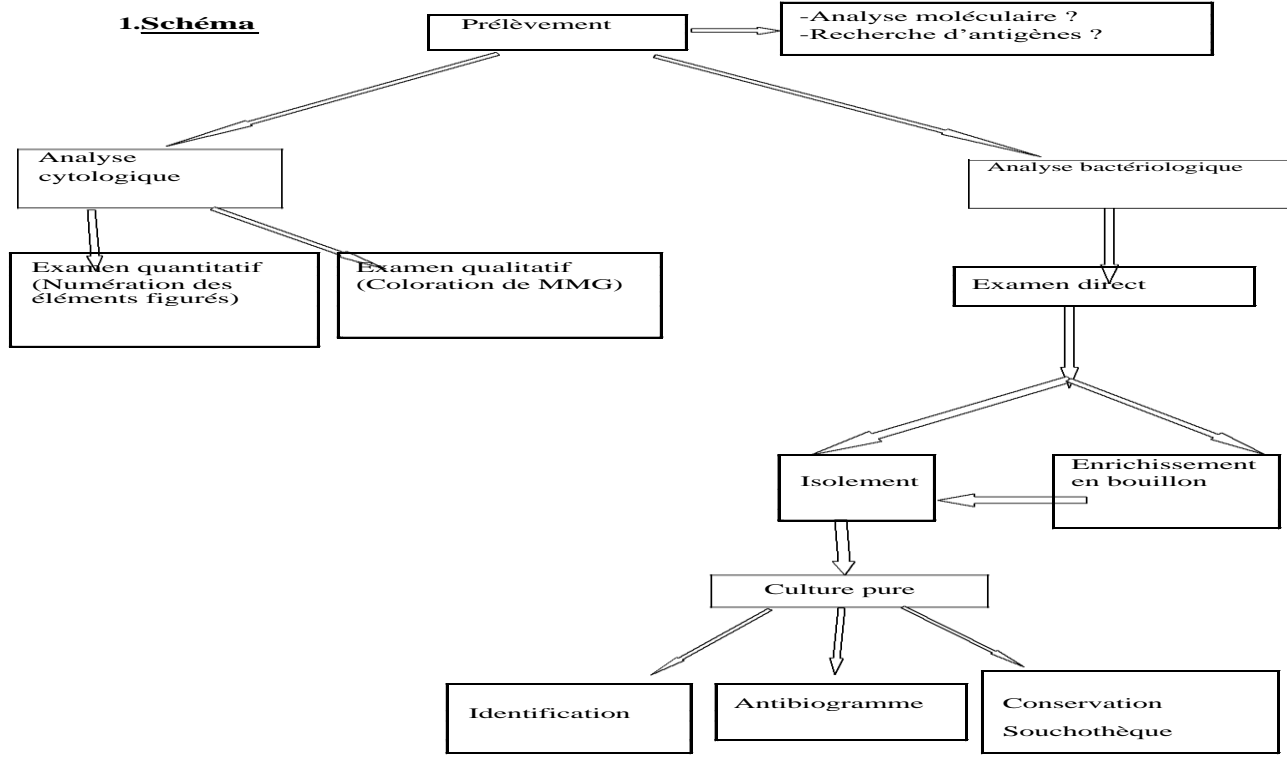 1.Schéma
Prélèvement
-Analyse moléculaire ?
-Recherche d’antigènes ?
Analyse
cytologique
Analyse bactériologique
Examen quantitatif
(Numération des
éléments figurés)
Examen qualitatif
(Coloration de MMG)
Examen direct
Isolement
Enrichissement
en bouillon
Culture pure
Identification
Antibiogramme
Conservation
Souchothèque